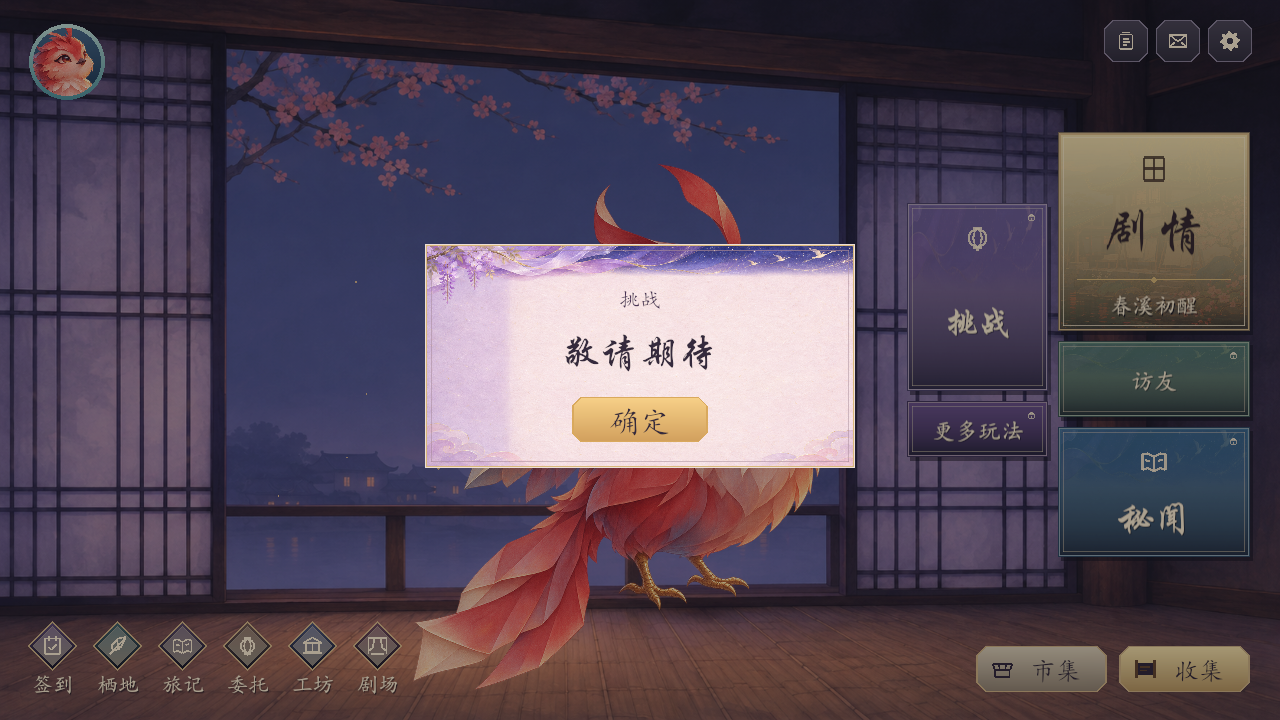 挑战
敬请期待
确定
剧情
春溪初醒
挑战
访友
更多玩法
秘闻
签到
栖地
旅记
委托
工坊
剧场
市集
收集